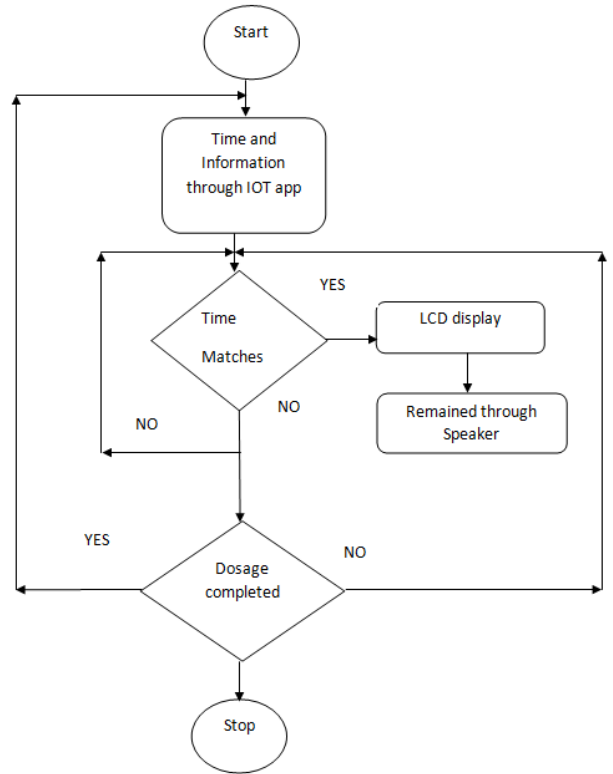 Start
Time and
Information
through IOT app
YES
Time
Matches
LCD display
Remained through
Speaker
NO
NO
YES
NO
Dosage
completed
Stop